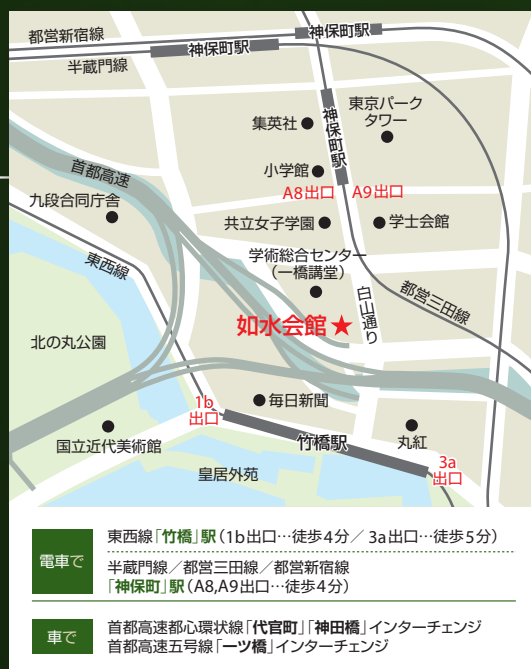 都営新宿線
半蔵門線
神保町駅
神保町駅
神保町駅
集英社
東京パーク
タワー
小学館
A8出口
A9出口
首都高速
九段合同庁舎
共立女子学園
学士会館
東西線
学術総合センター
(一橋講堂)
白山通り
都営三田線
如水会館★
北の丸公園
1b
出口
毎日新聞
国立近代美術館
竹橋駅
丸紅
3a
出口
皇居外苑
電車で
東西線「竹橋」駅(1b出口…徒歩4分／3a出口…徒歩5分)
半蔵門線／都営三田線／都営新宿線
「神保町」駅(A8,A9出口…徒歩4分)
車で
首都高速都心環状線「代官町」「神田橋」インターチェンジ
首都高速五号線「一ツ橋」インターチェンジ